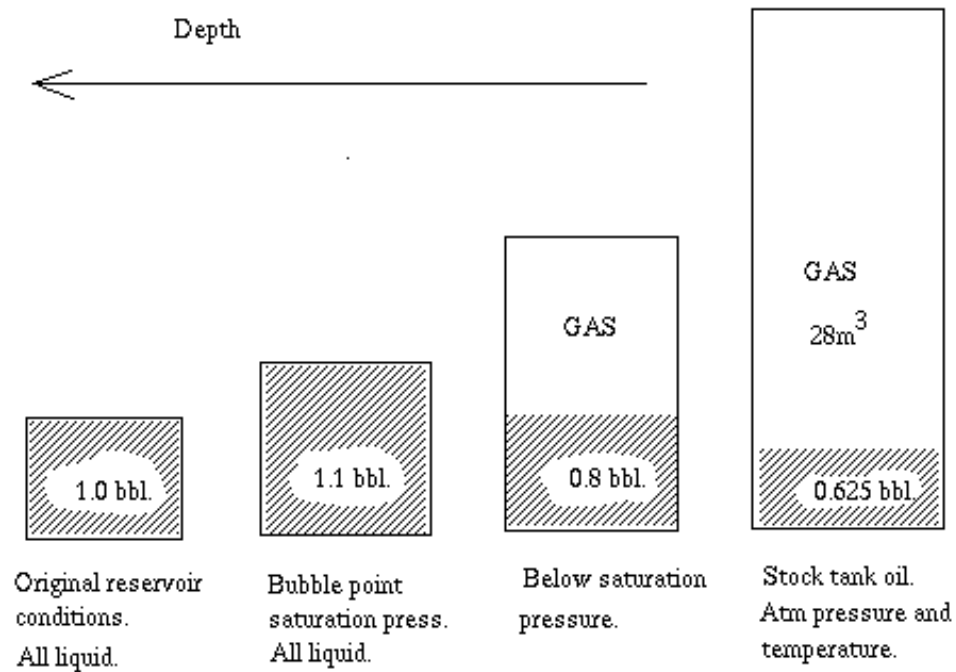 Depth
GAS
28m³
GAS
1.0 bbl.
1.1 bbl.
0.8 bbl.
0.625 bbl.
Original reservoir
conditions.
All liquid.
Bubble point
saturation press.
All liquid.
Below saturation
pressure.
Stock tank oil.
Atm pressure and
temperature.